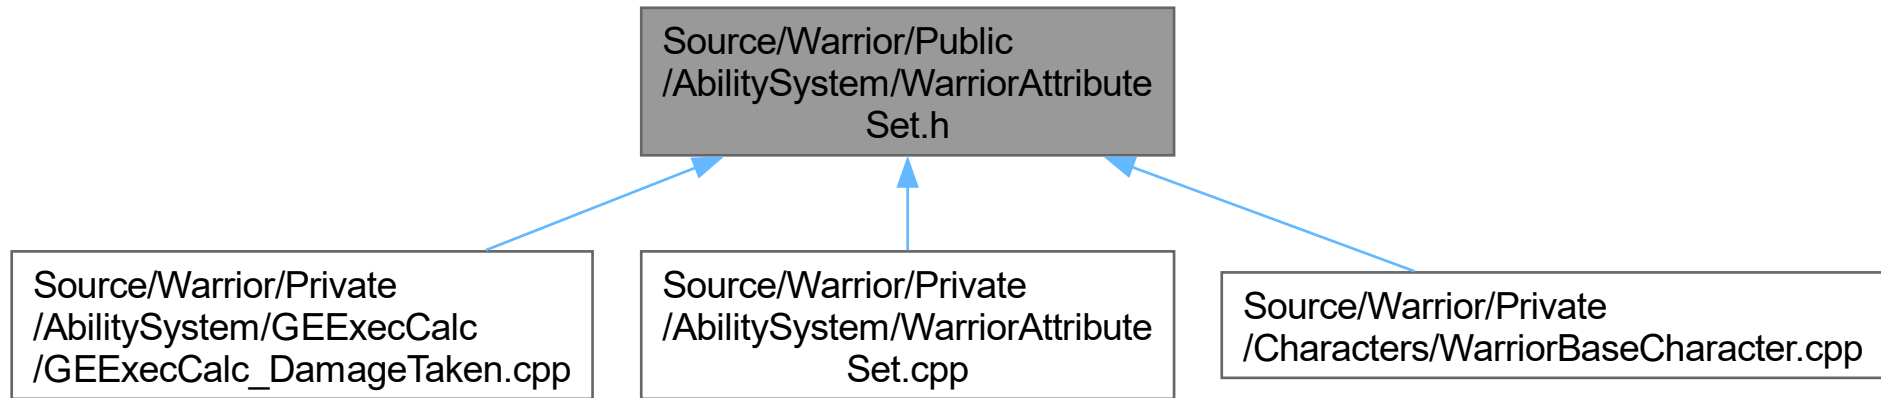 Source/Warrior/Public
/AbilitySystem/WarriorAttribute
Set.h
Source/Warrior/Private
/AbilitySystem/GEExecCalc
/GEExecCalc_DamageTaken.cpp
Source/Warrior/Private
/AbilitySystem/WarriorAttribute
Set.cpp
Source/Warrior/Private
/Characters/WarriorBaseCharacter.cpp